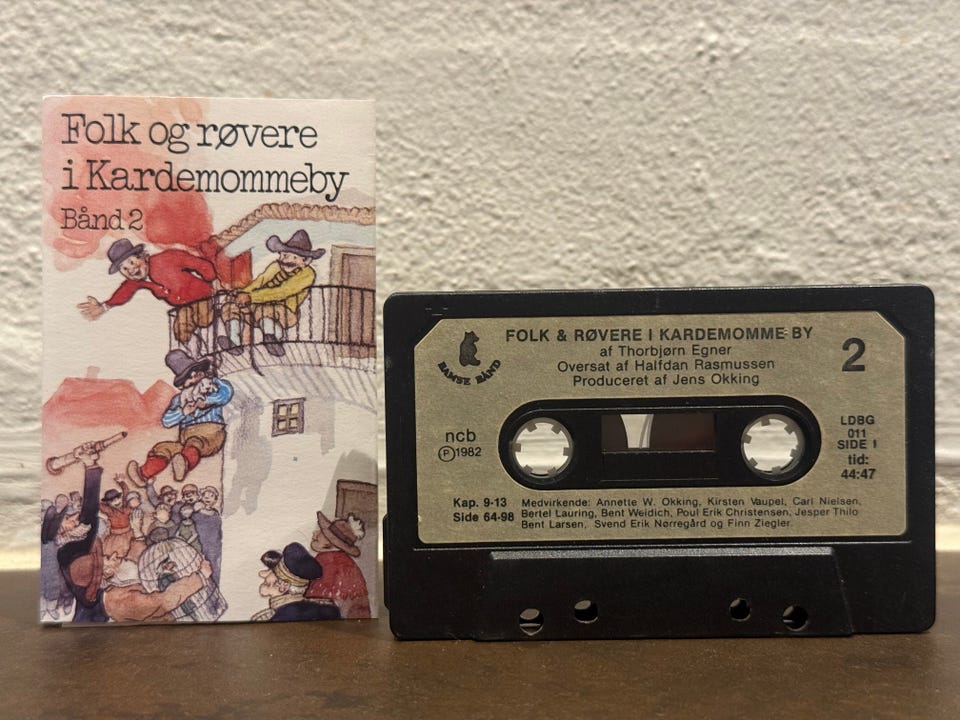 Folk og røvere
i Kardemommeby
Bånd 2
FOLK & RØVERE I KARDEMOMME BY
af Thorbjørn Egner
Oversat af Halfdan Rasmussen
Produceret af Jens Okking
2
BAMSE BÅND
ncb
Ⓟ1982
LDBG
011
SIDE 1
tid:
44:47
Kap. 9-13
Side 64-98
Medvirkende: Annette W. Okking, Kirsten Vaupel, Carl Nielsen,
Bertel Lauring, Bent Weidich, Poul Erik Christensen, Jesper Thilo
Bent Larsen, Svend Erik Nørregård og Finn Ziegler.